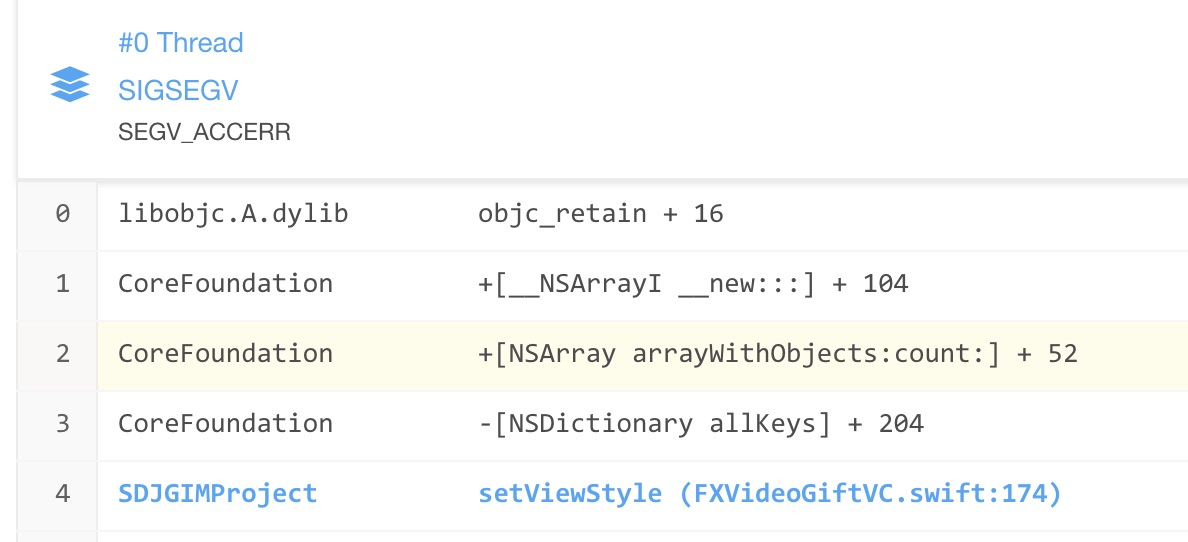 #0 Thread
SIGSEGV
SEGV_ACCERR
0 libobjc.A.dylib objc_retain + 16
1 CoreFoundation +[__NSArrayI __new:::] + 104
2 CoreFoundation +[NSArray arrayWithObjects:count:] + 52
3 CoreFoundation -[NSDictionary allKeys] + 204
4 SDJGIMProject setViewStyle (FXVideoGiftVC.swift:174)